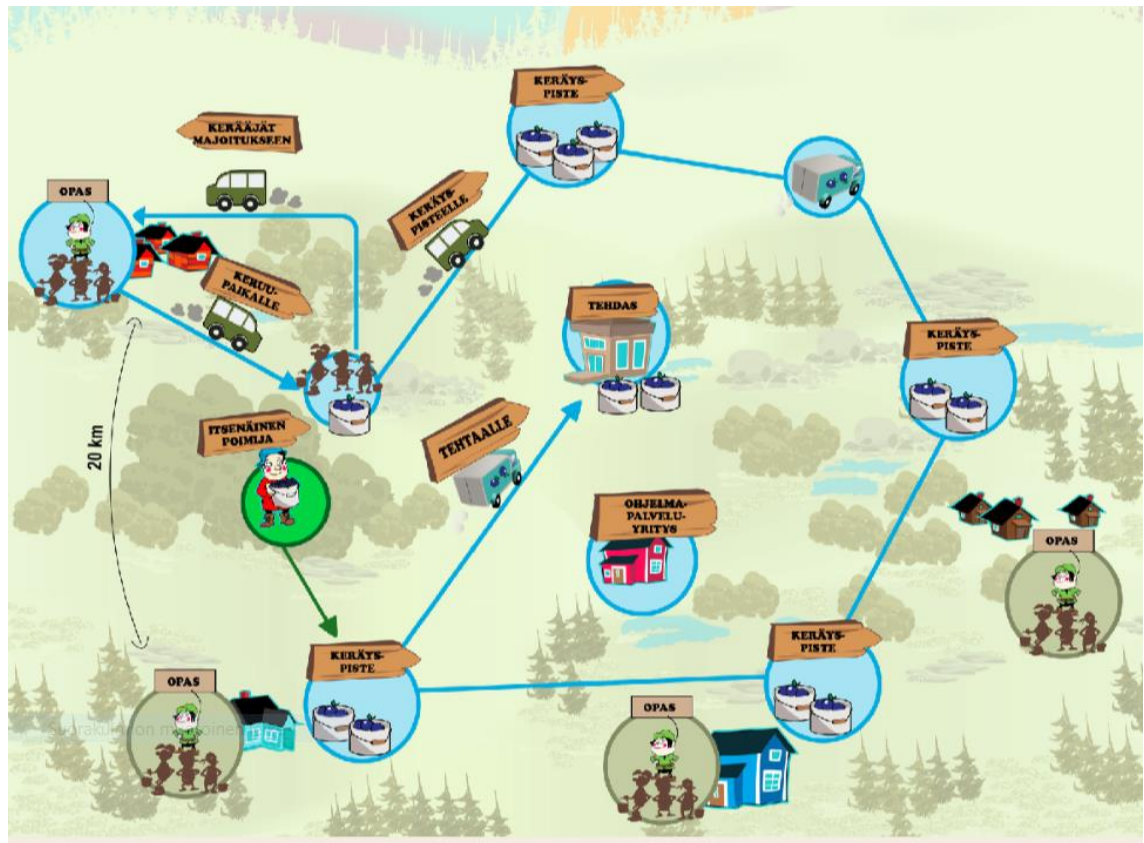 KERÄYS-
PISTE
KERÄÄJÄT
MAJOITUKSEEN
OPAS
KERÄYS-
PISTEELLE
KERUU-
PAIKALLE
TEHDAS
KERÄYS-
PISTE
20 km
ITSENÄINEN
POIMIJA
TEHTAALLE
OHJELMA-
PALVELU-
YRITYS
OPAS
KERÄYS-
PISTE
KERÄYS-
PISTE
OPAS
OPAS